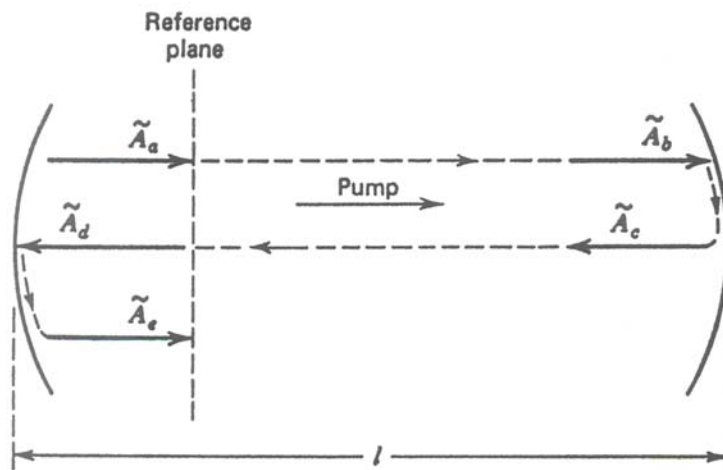 Reference
plane
Ã_a
Ã_b
Pump
Ã_d
Ã_c
Ã_e
l